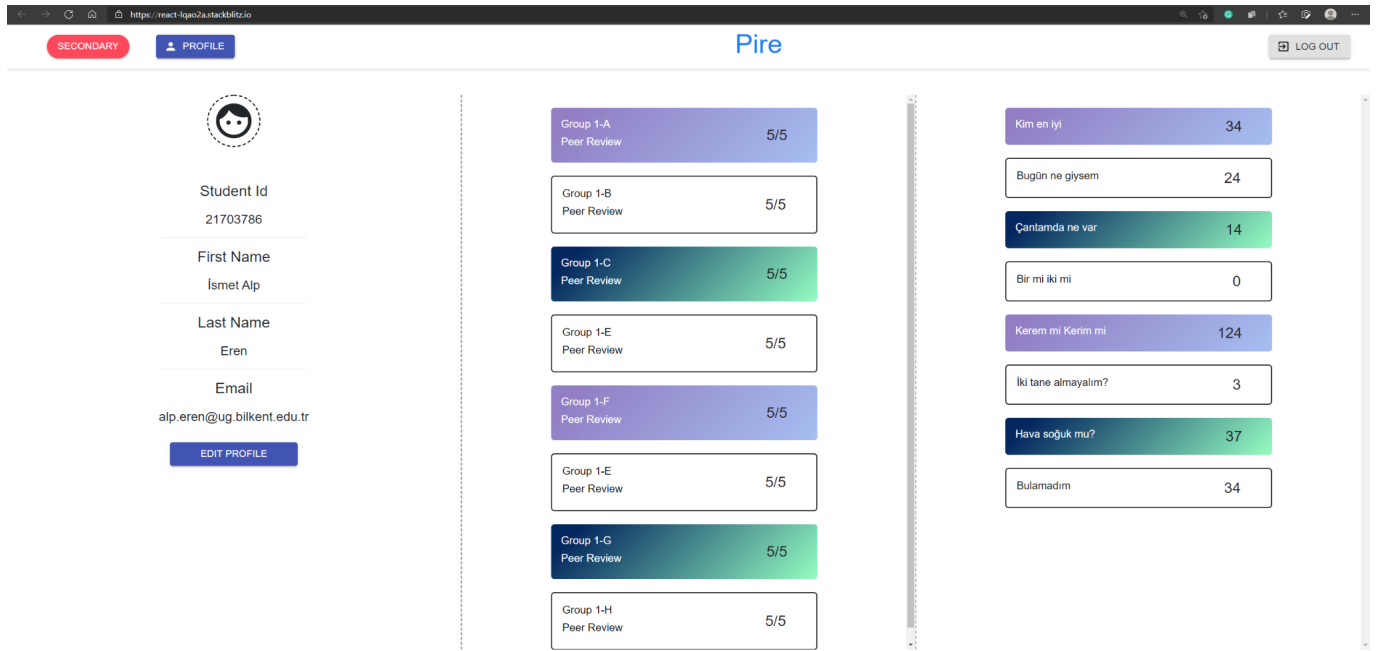 https://react-lqao2a.stackblitz.io
SECONDARY
PROFILE
Pire
LOG OUT
Student Id
21703786
First Name
İsmet Alp
Last Name
Eren
Email
alp.eren@ug.bilkent.edu.tr
EDIT PROFILE
Group 1-A
Peer Review
5/5
Group 1-B
Peer Review
5/5
Group 1-C
Peer Review
5/5
Group 1-E
Peer Review
5/5
Group 1-F
Peer Review
5/5
Group 1-E
Peer Review
5/5
Group 1-G
Peer Review
5/5
Group 1-H
Peer Review
5/5
Kim en iyi 34
Bugün ne giysem 24
Çantamda ne var 14
Bir mi iki mi 0
Kerem mi Kerim mi 124
İki tane almayalım? 3
Hava soğuk mu? 37
Bulamadım 34